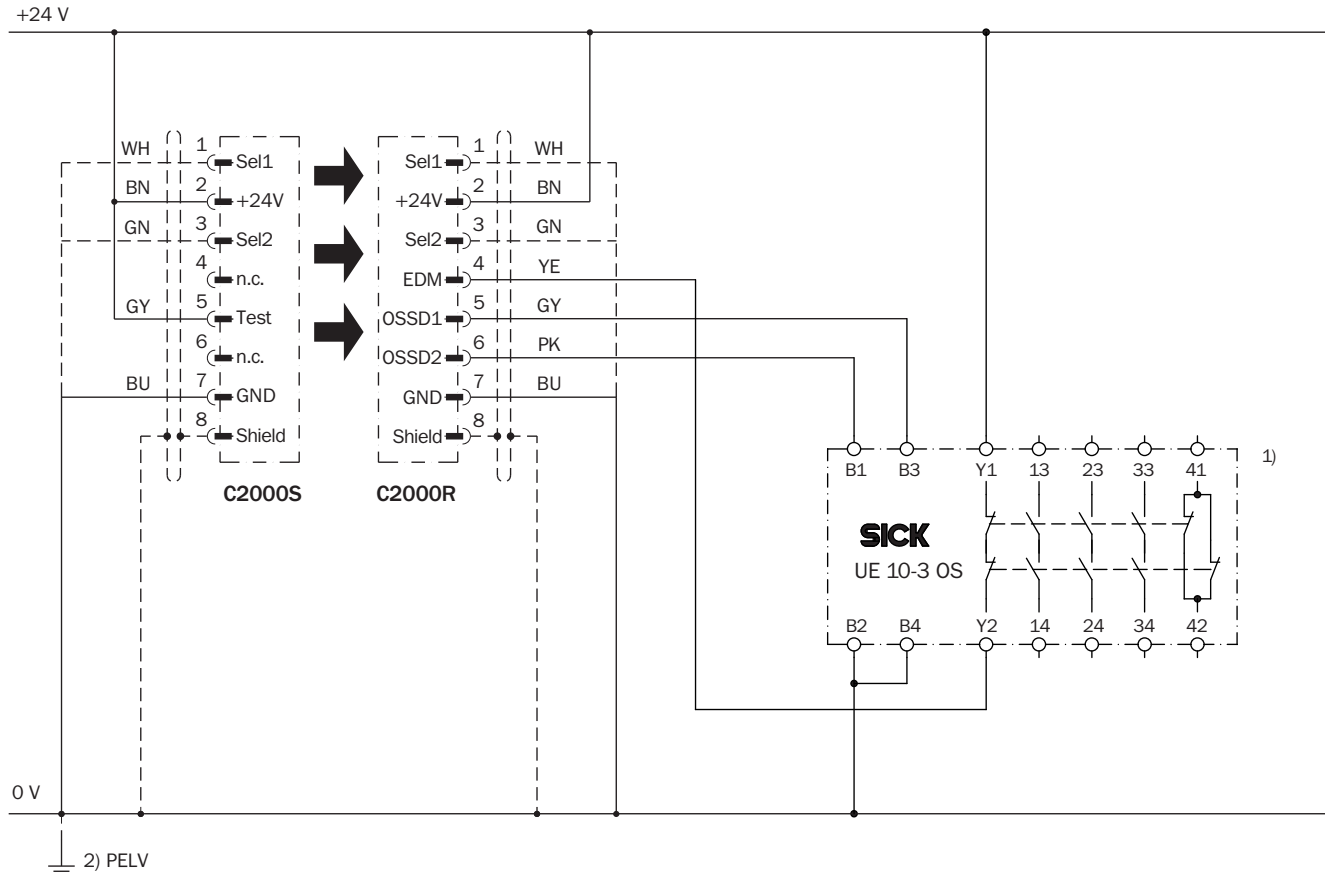 +24 V
WH 1 Sel1
BN 2 +24V
GN 3 Sel2
4 n.c.
GY 5 Test
6 n.c.
BU 7 GND
8 Shield
C2000S
Sel1 1 WH
+24V 2 BN
Sel2 3 GN
EDM 4 YE
OSSD1 5 GY
OSSD2 6 PK
GND 7 BU
Shield 8
C2000R
B1 B3 Y1 13 23 33 41
1)
SICK
UE 10-3 OS
B2 B4 Y2 14 24 34 42
0 V
2) PELV